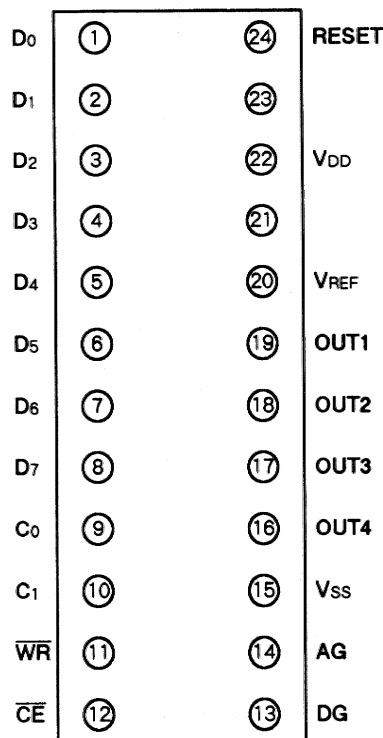 D0 1 24 RESET
D1 2 23
D2 3 22 VDD
D3 4 21
D4 5 20 VREF
D5 6 19 OUT1
D6 7 18 OUT2
D7 8 17 OUT3
C0 9 16 OUT4
C1 10 15 VSS
WR 11 14 AG
CE 12 13 DG